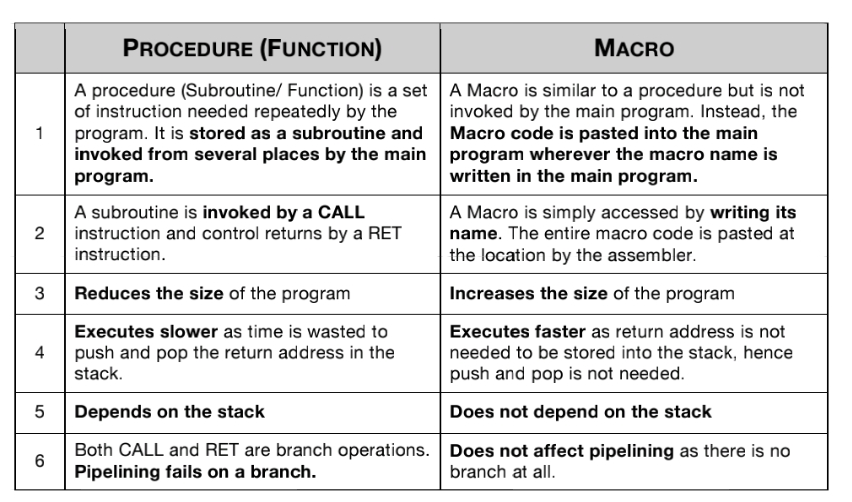 PROCEDURE (FUNCTION)
MACRO
1
A procedure (Subroutine/ Function) is a set
of instruction needed repeatedly by the
program. It is stored as a subroutine and
invoked from several places by the main
program.
A Macro is similar to a procedure but is not
invoked by the main program. Instead, the
Macro code is pasted into the main
program wherever the macro name is
written in the main program.
2
A subroutine is invoked by a CALL
instruction and control returns by a RET
instruction.
A Macro is simply accessed by writing its
name. The entire macro code is pasted at
the location by the assembler.
3
Reduces the size of the program
Increases the size of the program
4
Executes slower as time is wasted to
push and pop the return address in the
stack.
Executes faster as return address is not
needed to be stored into the stack, hence
push and pop is not needed.
5
Depends on the stack
Does not depend on the stack
6
Both CALL and RET are branch operations.
Pipelining fails on a branch.
Does not affect pipelining as there is no
branch at all.